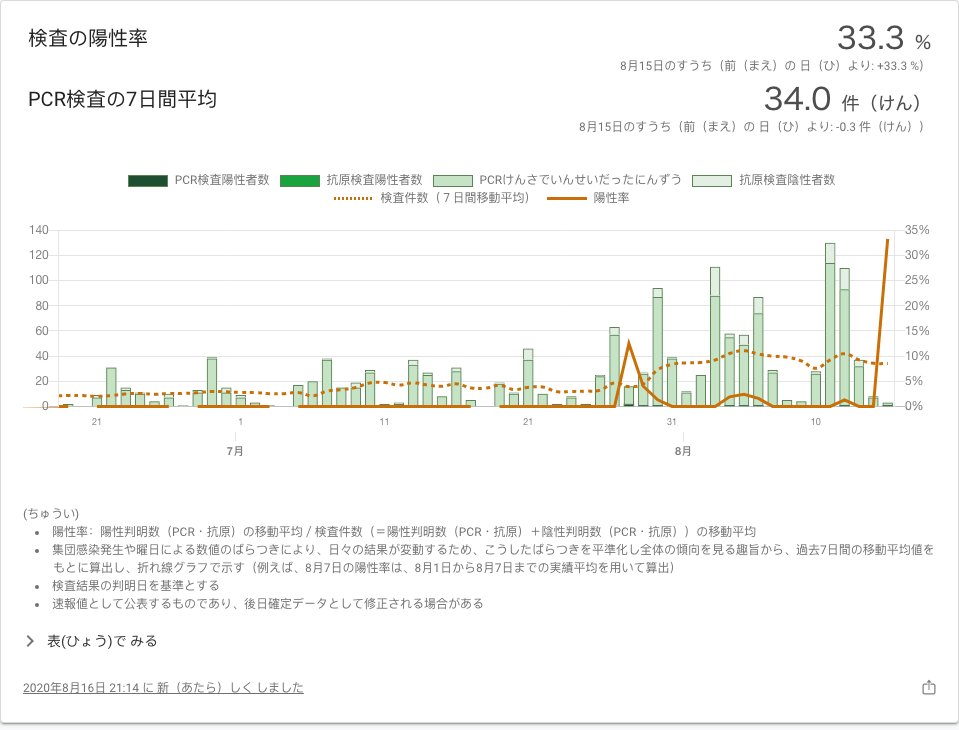 検査の陽性率
33.3 %
8月15日のすうち（前（まえ）の 日（ひ）より: +33.3 %）
PCR検査の7日間平均
34.0 件（けん）
8月15日のすうち（前（まえ）の 日（ひ）より: -0.3 件（けん））
PCR検査陽性者数 抗原検査陽性者数 PCRけんさでいんせいだったにんずう 抗原検査陰性者数
検査件数（７日間移動平均） 陽性率
140 35%
120 30%
100 25%
80 20%
60 15%
40 10%
20 5%
0 0%
21 1 11 21 31 10
7月 8月
(ちゅうい)
• 陽性率：陽性判明数（PCR・抗原）の移動平均 / 検査件数（＝陽性判明数（PCR・抗原）＋陰性判明数（PCR・抗原））の移動平均
• 集団感染発生や曜日による数値のばらつきにより、日々の結果が変動するため、こうしたばらつきを平準化し全体の傾向を見る趣旨から、過去7日間の移動平均値を
もとに算出し、折れ線グラフで示す（例えば、8月7日の陽性率は、8月1日から8月7日までの実績平均を用いて算出）
• 検査結果の判明日を基準とする
• 速報値として公表するものであり、後日確定データとして修正される場合がある
表(ひょう)で みる
2020年8月16日 21:14 に 新（あたら）しく しました